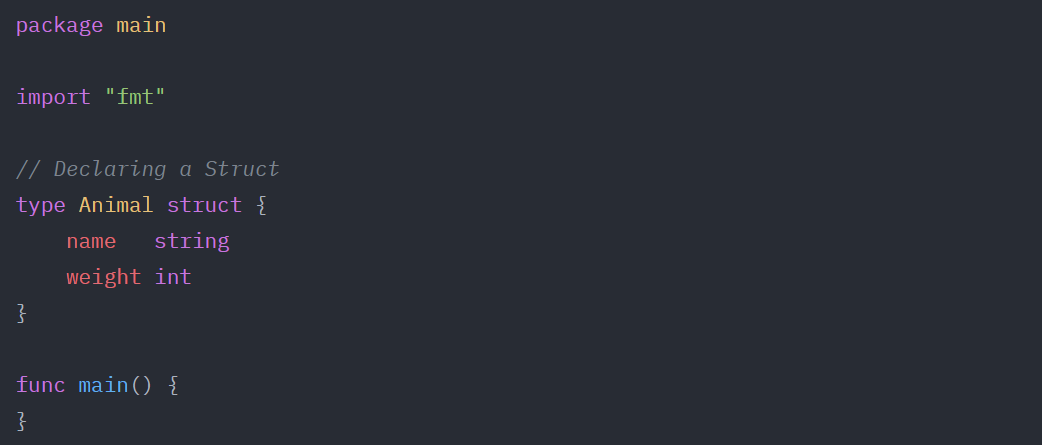 package main
import "fmt"
// Declaring a Struct
type Animal struct {
    name   string
    weight int
}
func main() {
}